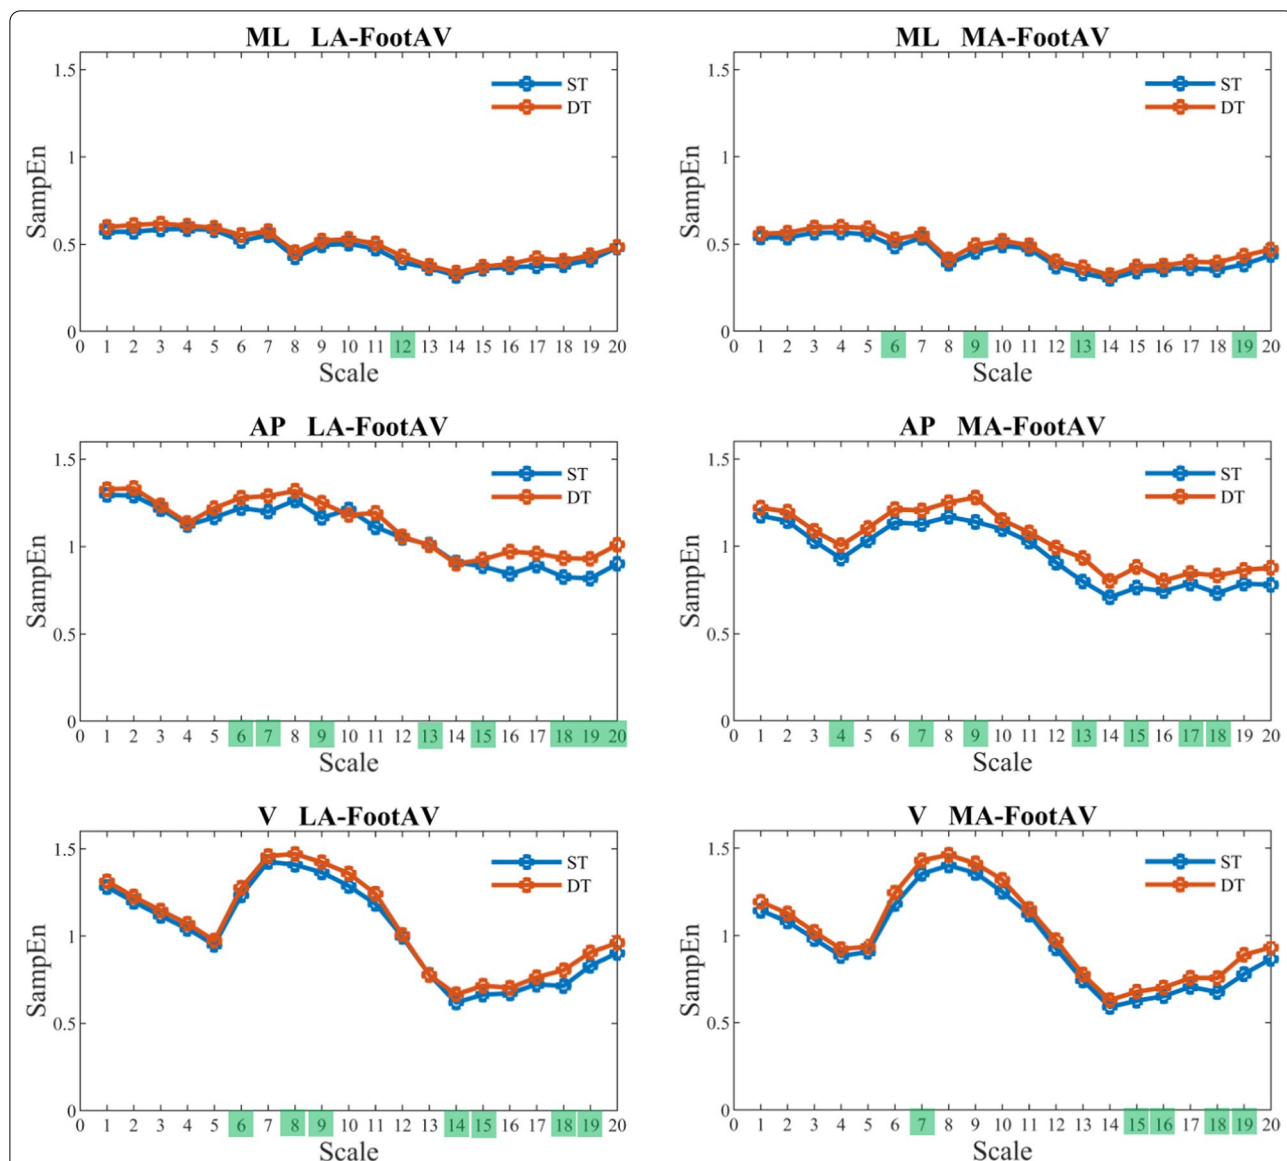 ML LA-FootAV
ML MA-FootAV
1.5
1
0.5
0
SampEn
ST
DT
0 1 2 3 4 5 6 7 8 9 10 11 12 13 14 15 16 17 18 19 20
Scale
1.5
1
0.5
0
SampEn
ST
DT
0 1 2 3 4 5 6 7 8 9 10 11 12 13 14 15 16 17 18 19 20
Scale
AP LA-FootAV
AP MA-FootAV
1.5
1
0.5
0
SampEn
ST
DT
0 1 2 3 4 5 6 7 8 9 10 11 12 13 14 15 16 17 18 19 20
Scale
1.5
1
0.5
0
SampEn
ST
DT
0 1 2 3 4 5 6 7 8 9 10 11 12 13 14 15 16 17 18 19 20
Scale
V LA-FootAV
V MA-FootAV
1.5
1
0.5
0
SampEn
ST
DT
0 1 2 3 4 5 6 7 8 9 10 11 12 13 14 15 16 17 18 19 20
Scale
1.5
1
0.5
0
SampEn
ST
DT
0 1 2 3 4 5 6 7 8 9 10 11 12 13 14 15 16 17 18 19 20
Scale